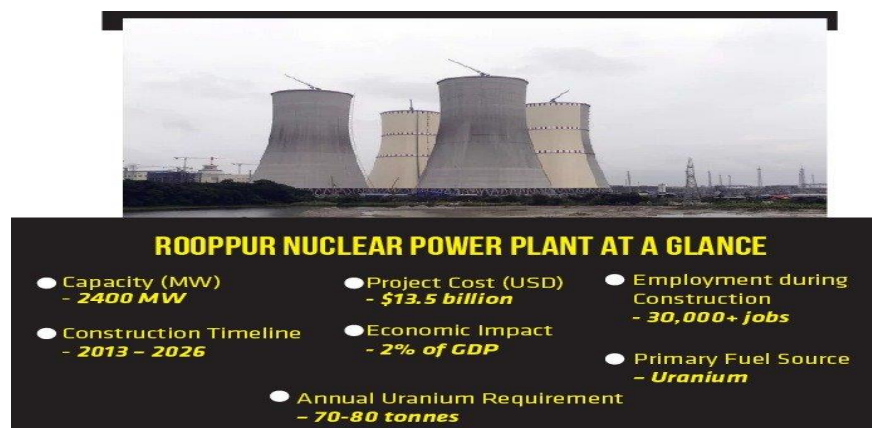 ROOPPUR NUCLEAR POWER PLANT AT A GLANCE
Capacity (MW)
- 2400 MW
Construction Timeline
- 2013 – 2026
Project Cost (USD)
- $13.5 billion
Economic Impact
- 2% of GDP
Employment during
Construction
- 30,000+ jobs
Primary Fuel Source
– Uranium
Annual Uranium Requirement
– 70-80 tonnes